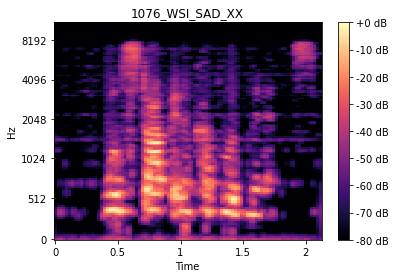 1076_WSI_SAD_XX
Hz
8192
4096
2048
1024
512
0
0
0.5
1
1.5
2
Time
+0 dB
-10 dB
-20 dB
-30 dB
-40 dB
-50 dB
-60 dB
-70 dB
-80 dB